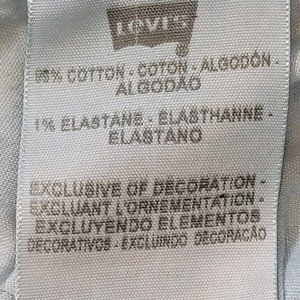 LEVI'S
99% COTTON - COTON - ALGODÓN -
ALGODÃO
1% ELASTANE - ELASTHANNE -
ELASTANO
EXCLUSIVE OF DECORATION -
EXCLUANT L'ORNEMENTATION -
EXCLUYENDO ELEMENTOS
DECORATIVOS - EXCLUINDO DECORAÇÃO